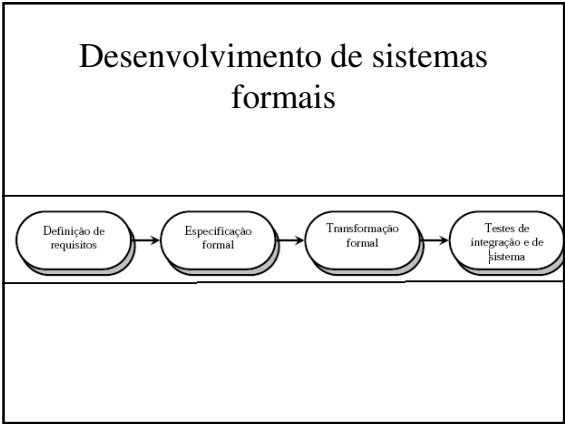 Desenvolvimento de sistemas
formais
Definição de
requisitos
Especificação
formal
Transformação
formal
Testes de
integração e de
sistema